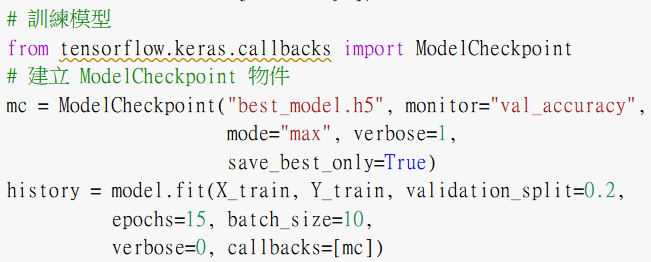 # 訓練模型
from tensorflow.keras.callbacks import ModelCheckpoint
# 建立 ModelCheckpoint 物件
mc = ModelCheckpoint("best_model.h5", monitor="val_accuracy",
                     mode="max", verbose=1,
                     save_best_only=True)
history = model.fit(X_train, Y_train, validation_split=0.2,
          epochs=15, batch_size=10,
          verbose=0, callbacks=[mc])